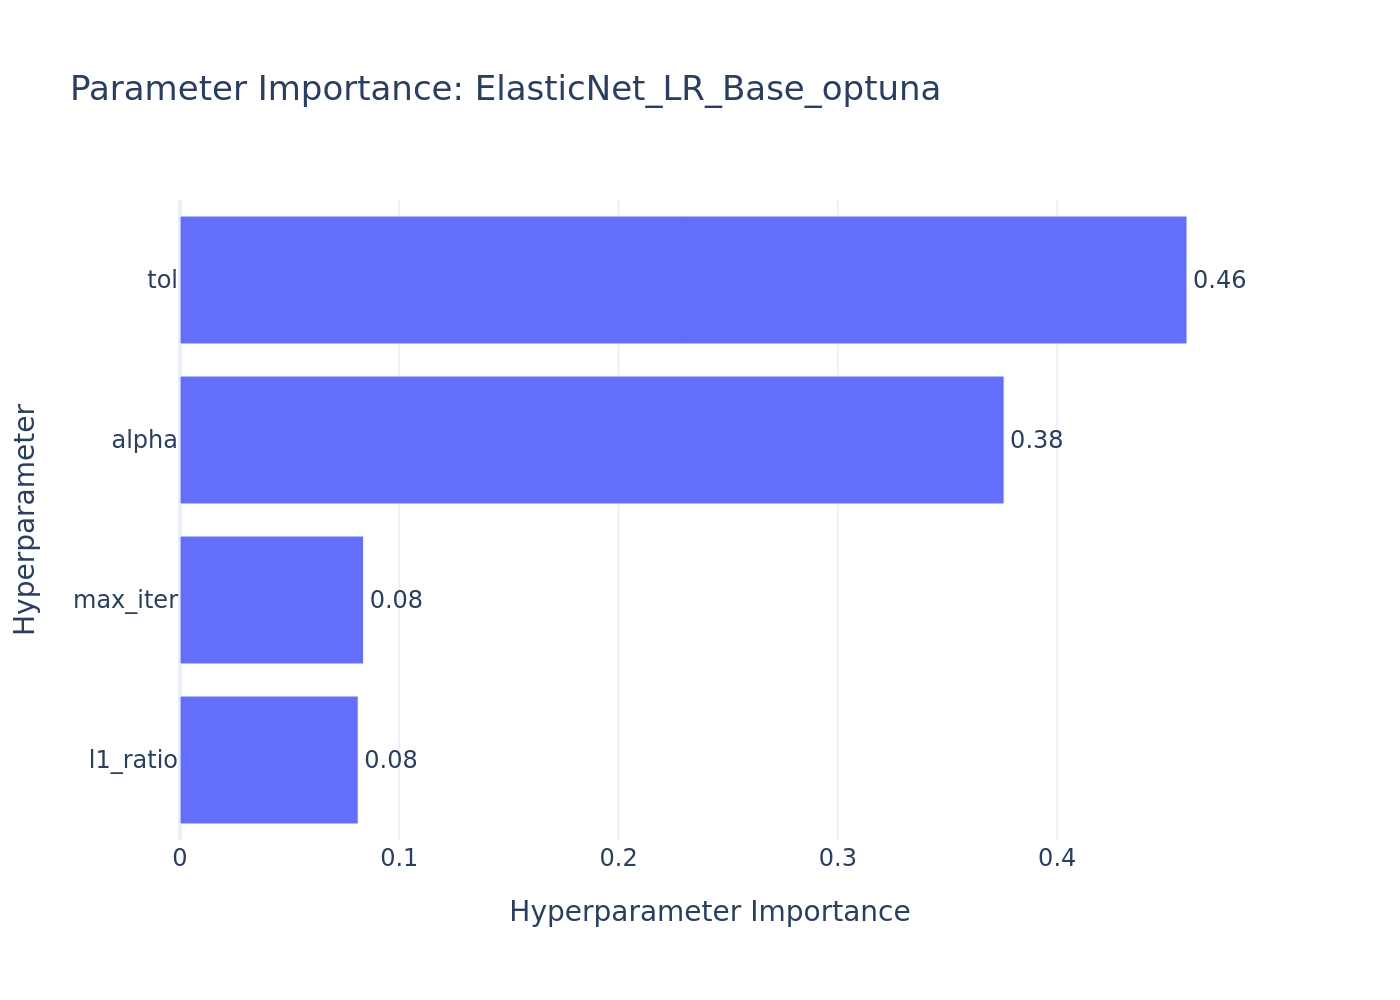 Parameter Importance: ElasticNet_LR_Base_optuna
tol
0.46
alpha
0.38
max_iter
0.08
l1_ratio
0.08
0 0.1 0.2 0.3 0.4
Hyperparameter Importance
Hyperparameter